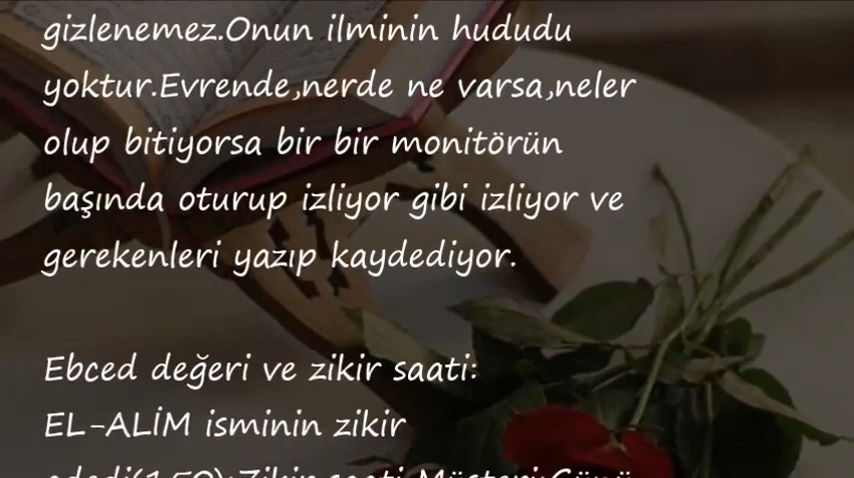 gizlenemez.Onun ilminin hududu
yoktur.Evrende,nerde ne varsa,neler
olup bitiyorsa bir bir monitörün
başında oturup izliyor gibi izliyor ve
gerekenleri yazıp kaydediyor.
Ebced değeri ve zikir saati:
EL-ALİM isminin zikir
adedi(150):Zikir saati Müşteri:Günü